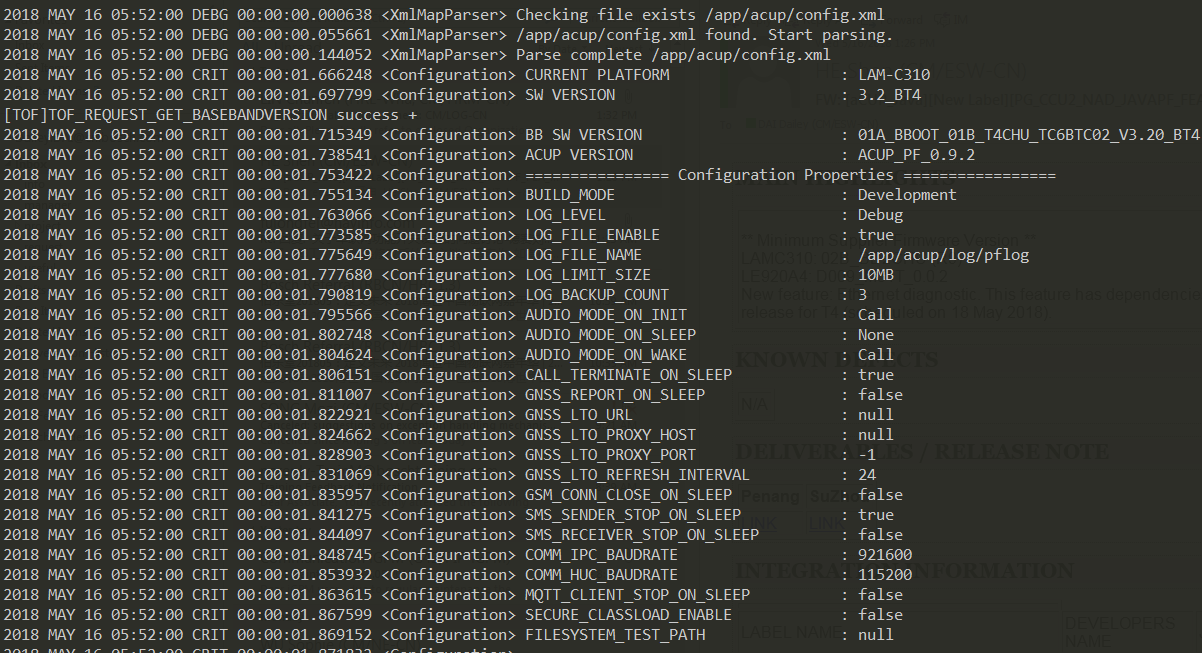 2018 MAY 16 05:52:00 DEBG 00:00:00.000638 <XmlMapParser> Checking file exists /app/acup/config.xml
2018 MAY 16 05:52:00 DEBG 00:00:00.055661 <XmlMapParser> /app/acup/config.xml found. Start parsing.
2018 MAY 16 05:52:00 DEBG 00:00:00.144052 <XmlMapParser> Parse complete /app/acup/config.xml
2018 MAY 16 05:52:00 CRIT 00:00:01.666248 <Configuration> CURRENT PLATFORM : LAM-C310
2018 MAY 16 05:52:00 CRIT 00:00:01.697799 <Configuration> SW VERSION : 3.2_BT4
[TOF]TOF_REQUEST_GET_BASEBANDVERSION success +
2018 MAY 16 05:52:00 CRIT 00:00:01.715349 <Configuration> BB SW VERSION : 01A_BBOOT_01B_T4CHU_TC6BTC02_V3.20_BT4
2018 MAY 16 05:52:00 CRIT 00:00:01.738541 <Configuration> ACUP VERSION : ACUP_PF_0.9.2
2018 MAY 16 05:52:00 CRIT 00:00:01.753422 <Configuration> ================ Configuration Properties =================
2018 MAY 16 05:52:00 CRIT 00:00:01.755134 <Configuration> BUILD_MODE : Development
2018 MAY 16 05:52:00 CRIT 00:00:01.763066 <Configuration> LOG_LEVEL : Debug
2018 MAY 16 05:52:00 CRIT 00:00:01.773585 <Configuration> LOG_FILE_ENABLE : true
2018 MAY 16 05:52:00 CRIT 00:00:01.775649 <Configuration> LOG_FILE_NAME : /app/acup/log/pflog
2018 MAY 16 05:52:00 CRIT 00:00:01.777680 <Configuration> LOG_LIMIT_SIZE : 10MB
2018 MAY 16 05:52:00 CRIT 00:00:01.790819 <Configuration> LOG_BACKUP_COUNT : 3
2018 MAY 16 05:52:00 CRIT 00:00:01.795566 <Configuration> AUDIO_MODE_ON_INIT : Call
2018 MAY 16 05:52:00 CRIT 00:00:01.802748 <Configuration> AUDIO_MODE_ON_SLEEP : None
2018 MAY 16 05:52:00 CRIT 00:00:01.804624 <Configuration> AUDIO_MODE_ON_WAKE : Call
2018 MAY 16 05:52:00 CRIT 00:00:01.806151 <Configuration> CALL_TERMINATE_ON_SLEEP : true
2018 MAY 16 05:52:00 CRIT 00:00:01.811007 <Configuration> GNSS_REPORT_ON_SLEEP : false
2018 MAY 16 05:52:00 CRIT 00:00:01.822921 <Configuration> GNSS_LTO_URL : null
2018 MAY 16 05:52:00 CRIT 00:00:01.824662 <Configuration> GNSS_LTO_PROXY_HOST : null
2018 MAY 16 05:52:00 CRIT 00:00:01.828903 <Configuration> GNSS_LTO_PROXY_PORT : -1
2018 MAY 16 05:52:00 CRIT 00:00:01.831069 <Configuration> GNSS_LTO_REFRESH_INTERVAL : 24
2018 MAY 16 05:52:00 CRIT 00:00:01.835957 <Configuration> GSM_CONN_CLOSE_ON_SLEEP : false
2018 MAY 16 05:52:00 CRIT 00:00:01.841275 <Configuration> SMS_SENDER_STOP_ON_SLEEP : true
2018 MAY 16 05:52:00 CRIT 00:00:01.844097 <Configuration> SMS_RECEIVER_STOP_ON_SLEEP : false
2018 MAY 16 05:52:00 CRIT 00:00:01.848745 <Configuration> COMM_IPC_BAUDRATE : 921600
2018 MAY 16 05:52:00 CRIT 00:00:01.853932 <Configuration> COMM_HUC_BAUDRATE : 115200
2018 MAY 16 05:52:00 CRIT 00:00:01.863615 <Configuration> MQTT_CLIENT_STOP_ON_SLEEP : false
2018 MAY 16 05:52:00 CRIT 00:00:01.867599 <Configuration> SECURE_CLASSLOAD_ENABLE : false
2018 MAY 16 05:52:00 CRIT 00:00:01.869152 <Configuration> FILESYSTEM_TEST_PATH : null